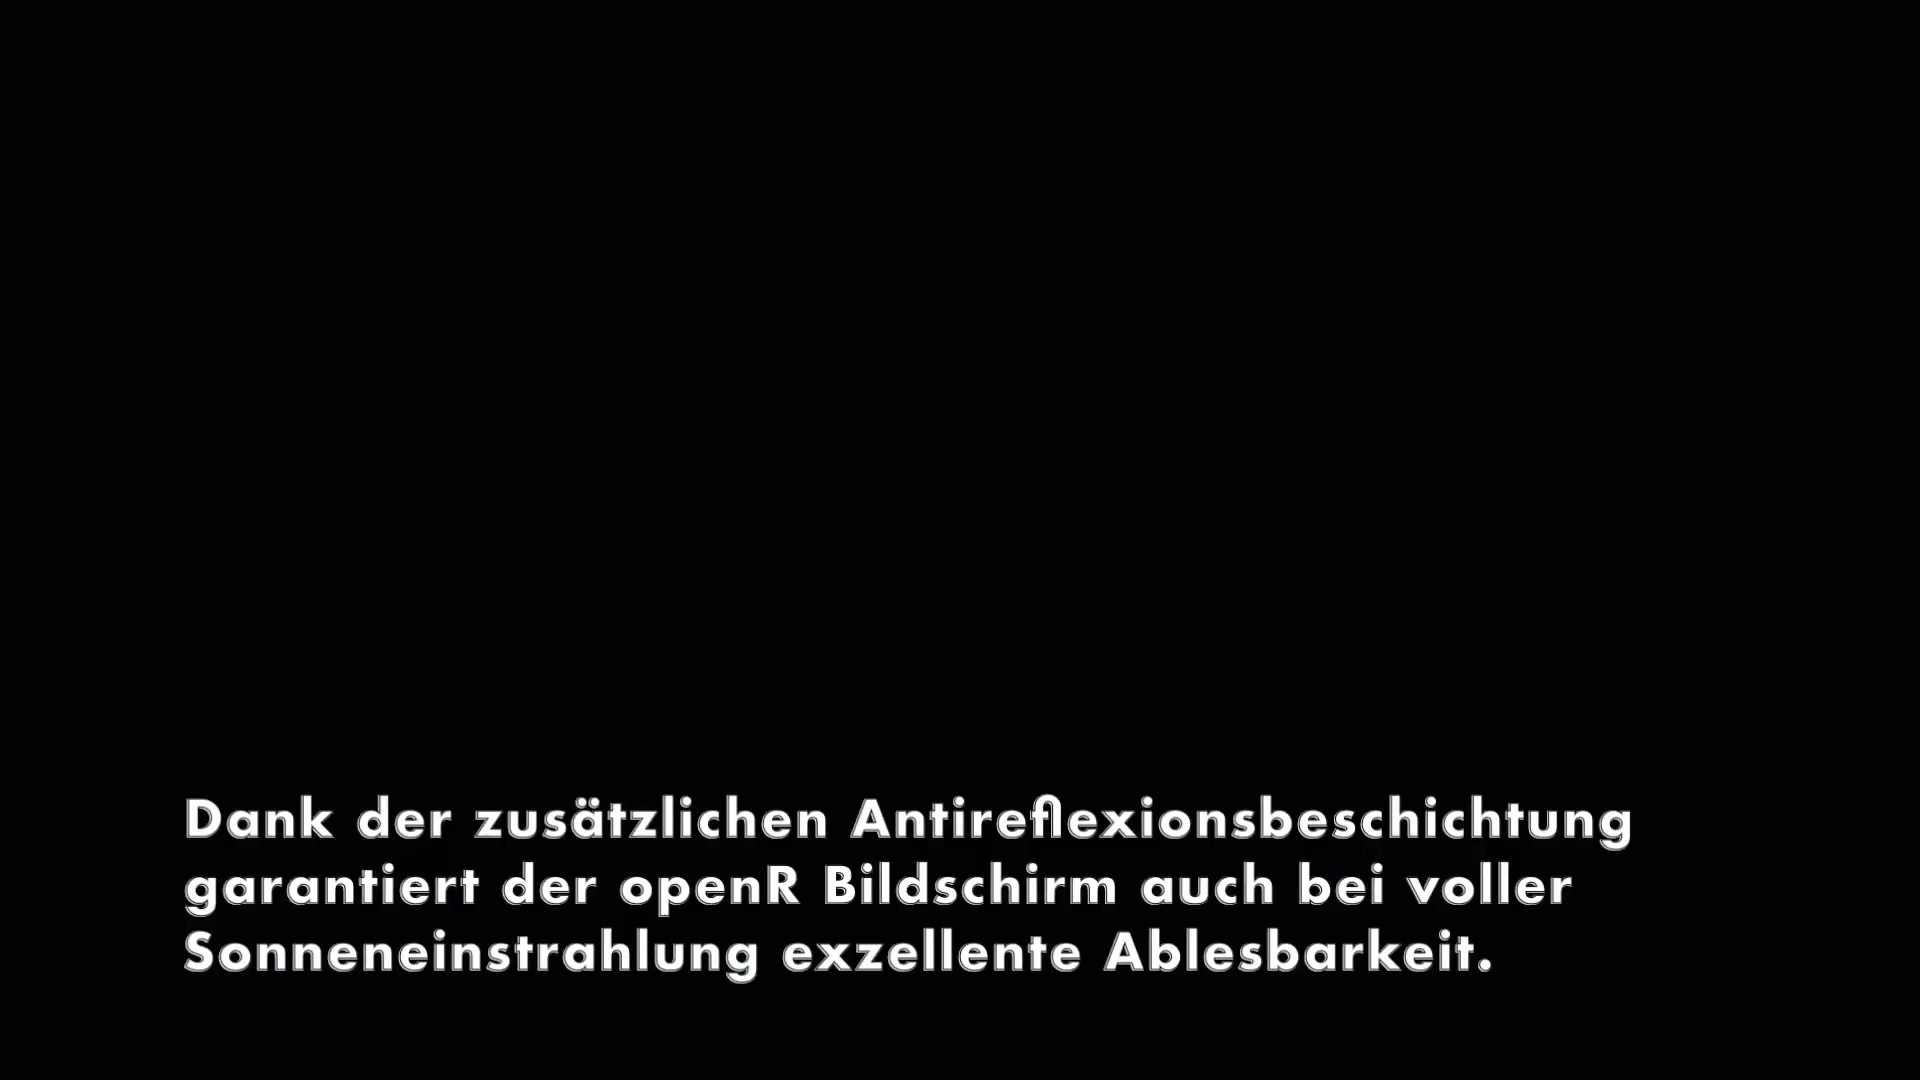 Dank der zusätzlichen Antireflexionsbeschichtung
garantiert der openR Bildschirm auch bei voller
Sonneneinstrahlung exzellente Ablesbarkeit.